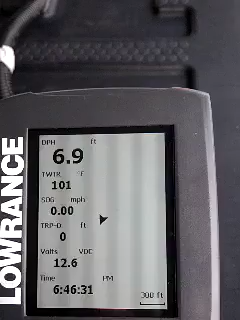 LOWRANCE
DPH ft
6.9
TWTR °F
101
SOG mph
0.00
TRP-D ft
0
Volts VDC
12.6
Time PM
6:46:31
300 ft